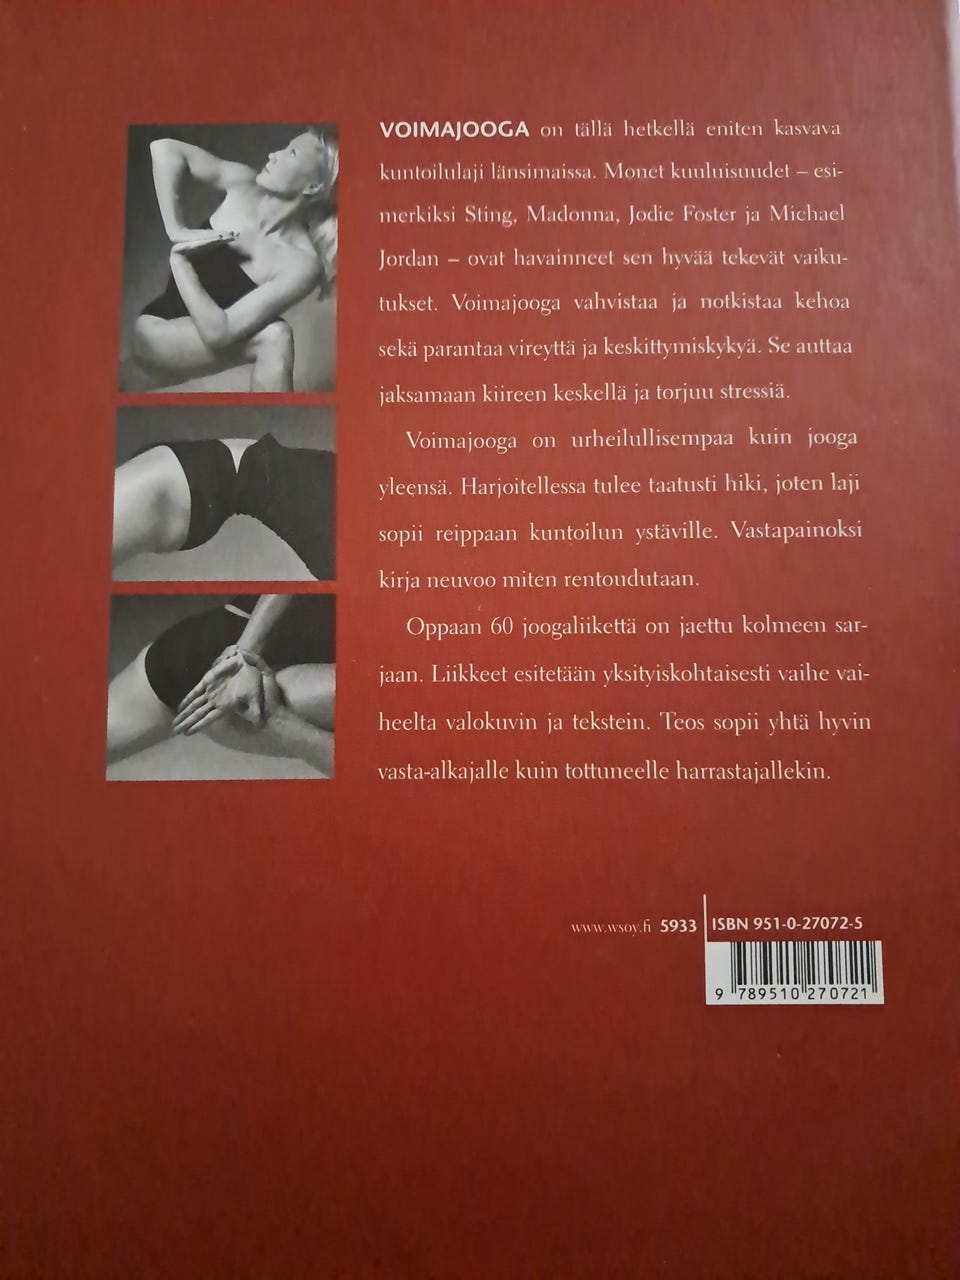 VOIMAJOOGA on tällä hetkellä eniten kasvava
kuntoilulaji länsimaissa. Monet kuuluisuudet – esi-
merkiksi Sting, Madonna, Jodie Foster ja Michael
Jordan – ovat havainneet sen hyvää tekevät vaiku-
tukset. Voimajooga vahvistaa ja notkistaa kehoa
sekä parantaa vireyttä ja keskittymiskykyä. Se auttaa
jaksamaan kiireen keskellä ja torjuu stressiä.
Voimajooga on urheilullisempaa kuin jooga
yleensä. Harjoitellessa tulee taatusti hiki, joten laji
sopii reippaan kuntoilun ystäville. Vastapainoksi
kirja neuvoo miten rentoudutaan.
Oppaan 60 joogaliikettä on jaettu kolmeen sar-
jaan. Liikkeet esitetään yksityiskohtaisesti vaihe vai-
heelta valokuvin ja tekstein. Teos sopii yhtä hyvin
vasta-alkajalle kuin tottuneelle harrastajallekin.
www.wsoy.fi 5933 ISBN 951-0-27072-5
9 789510 270721